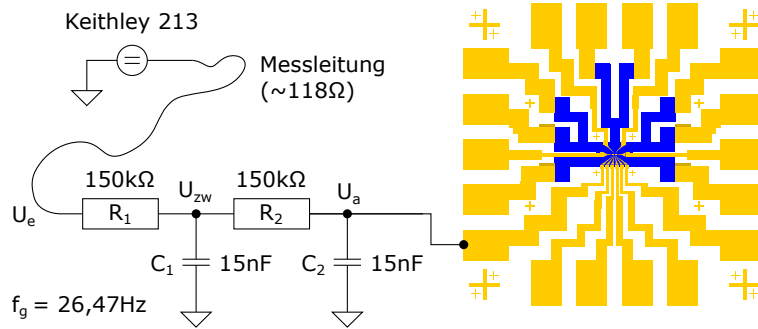 Keithley 213
Messleitung
(~118Ω)
150kΩ
U_zw
150kΩ
U_a
U_e
R_1
R_2
C_1
15nF
C_2
15nF
f_g = 26,47Hz